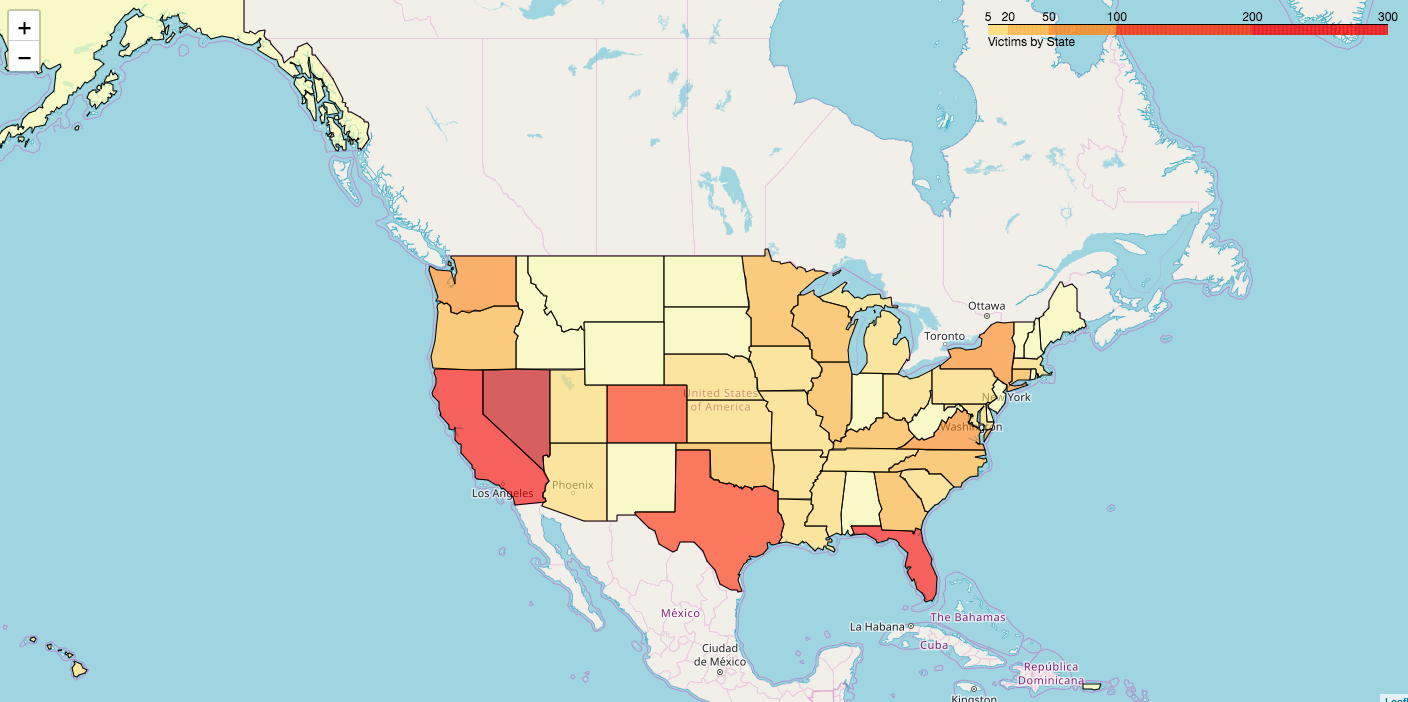 +
−
5 20 50 100 200 300
Victims by State
Ottawa
Toronto
United States
of America
New York
Washington
Los Angeles
Phoenix
México
La Habana
The Bahamas
Cuba
Ciudad
de México
República
Dominicana
Kingston